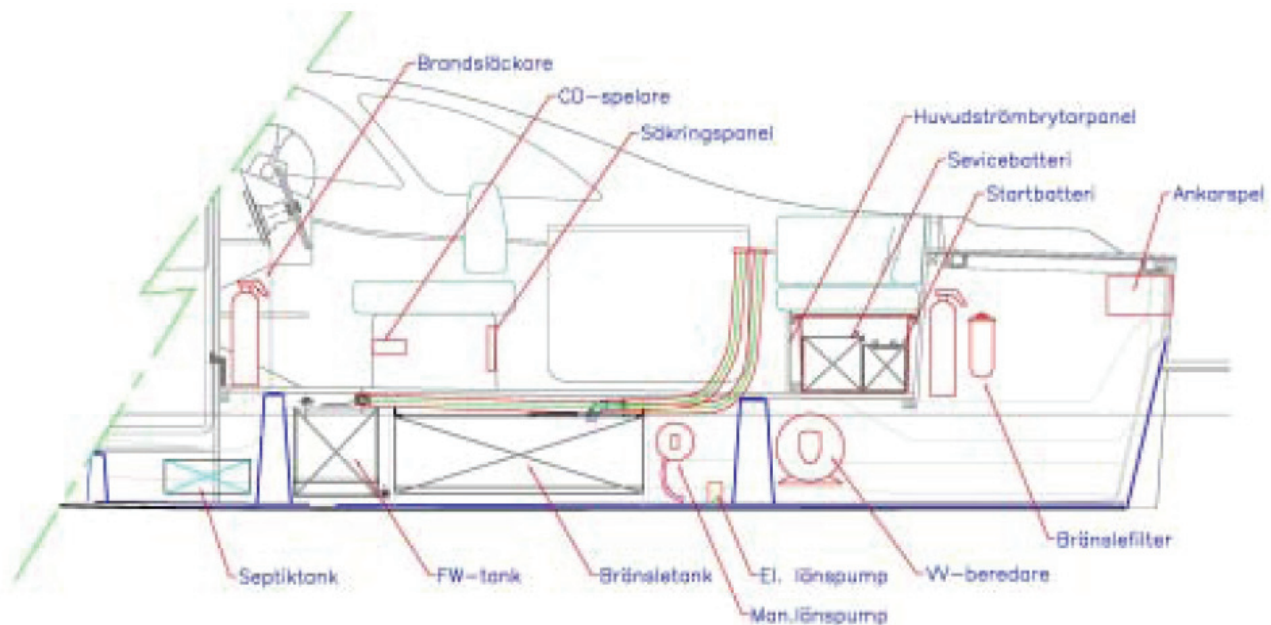 Brandsläckare
CD-spelare
Säkringspanel
Huvudströmbrytarpanel
Sevicebatteri
Startbatteri
Ankarspel
Bränslefilter
Septiktank
FW-tank
Bränsletank
El. länspump
VV-beredare
Man.länspump